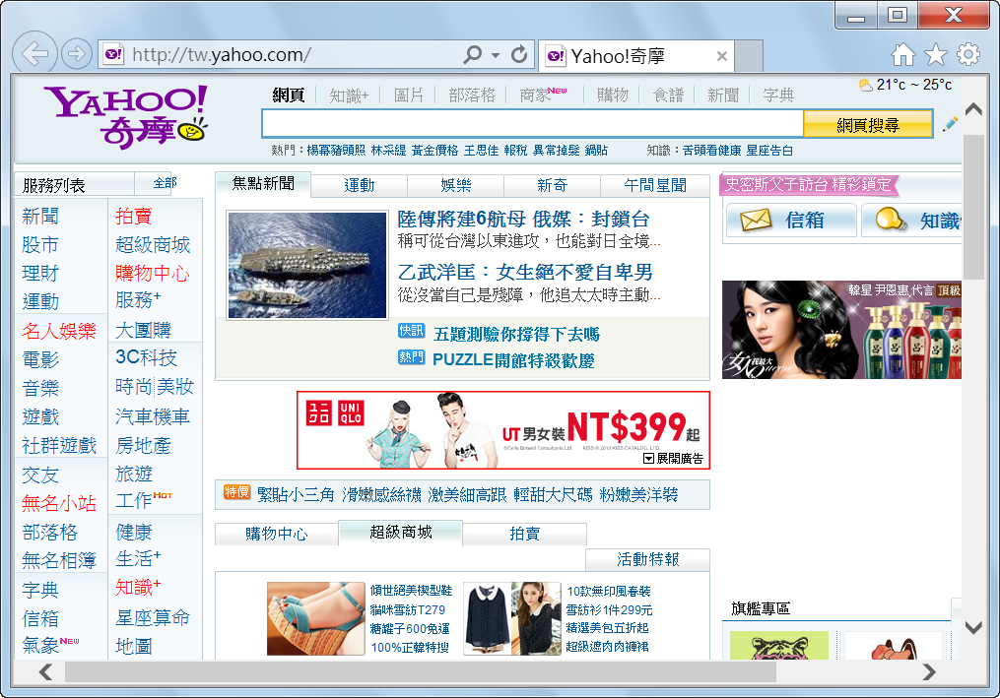 http://tw.yahoo.com/
Yahoo!奇摩
YAHOO!
奇摩
網頁 知識+ 圖片 部落格 商家NEW 購物 食譜 新聞 字典
21°c ~ 25°c
網頁搜尋
熱門：楊冪豬頭照 林采緹 黃金價格 王思佳 報稅 異常掉髮 鍋貼 知識：舌頭看健康 星座告白
服務列表 全部
新聞 拍賣
股市 超級商城
理財 購物中心
運動 服務+
名人娛樂 大團購
電影 3C科技
音樂 時尚|美妝
遊戲 汽車機車
社群遊戲 房地產
交友 旅遊
無名小站 工作HOT
部落格 健康
無名相簿 生活+
字典 知識+
信箱 星座算命
氣象NEW 地圖
焦點新聞 運動 娛樂 新奇 午間星聞
陸傳將建6航母 俄媒：封鎖台
稱可從台灣以東進攻，也能對日全境...
乙武洋匡：女生絕不愛自卑男
從沒當自己是殘障，他追太太時主動...
快訊 五題測驗你撐得下去嗎
熱門 PUZZLE開館特殺歡慶
ユニクロ UNIQLO
UT男女裝NT$399起
展開廣告
特價 緊貼小三角 滑嫩感絲襪 激美細高跟 輕甜大尺碼 粉嫩美洋裝
購物中心 超級商城 拍賣
活動特報
傾世絕美楔型鞋
貓咪雪紡T279
糖罐子600免運
100%正韓特搜
10款無印風春裝
雪紡衫1件299元
精選美包五折起
超級遮肉肉褲裙
史密斯父子訪台 精彩鎖定
信箱 知識
韓星 尹恩惠 代言 頂級
女人我最大
呂 呂 呂 呂 呂
旗艦專區